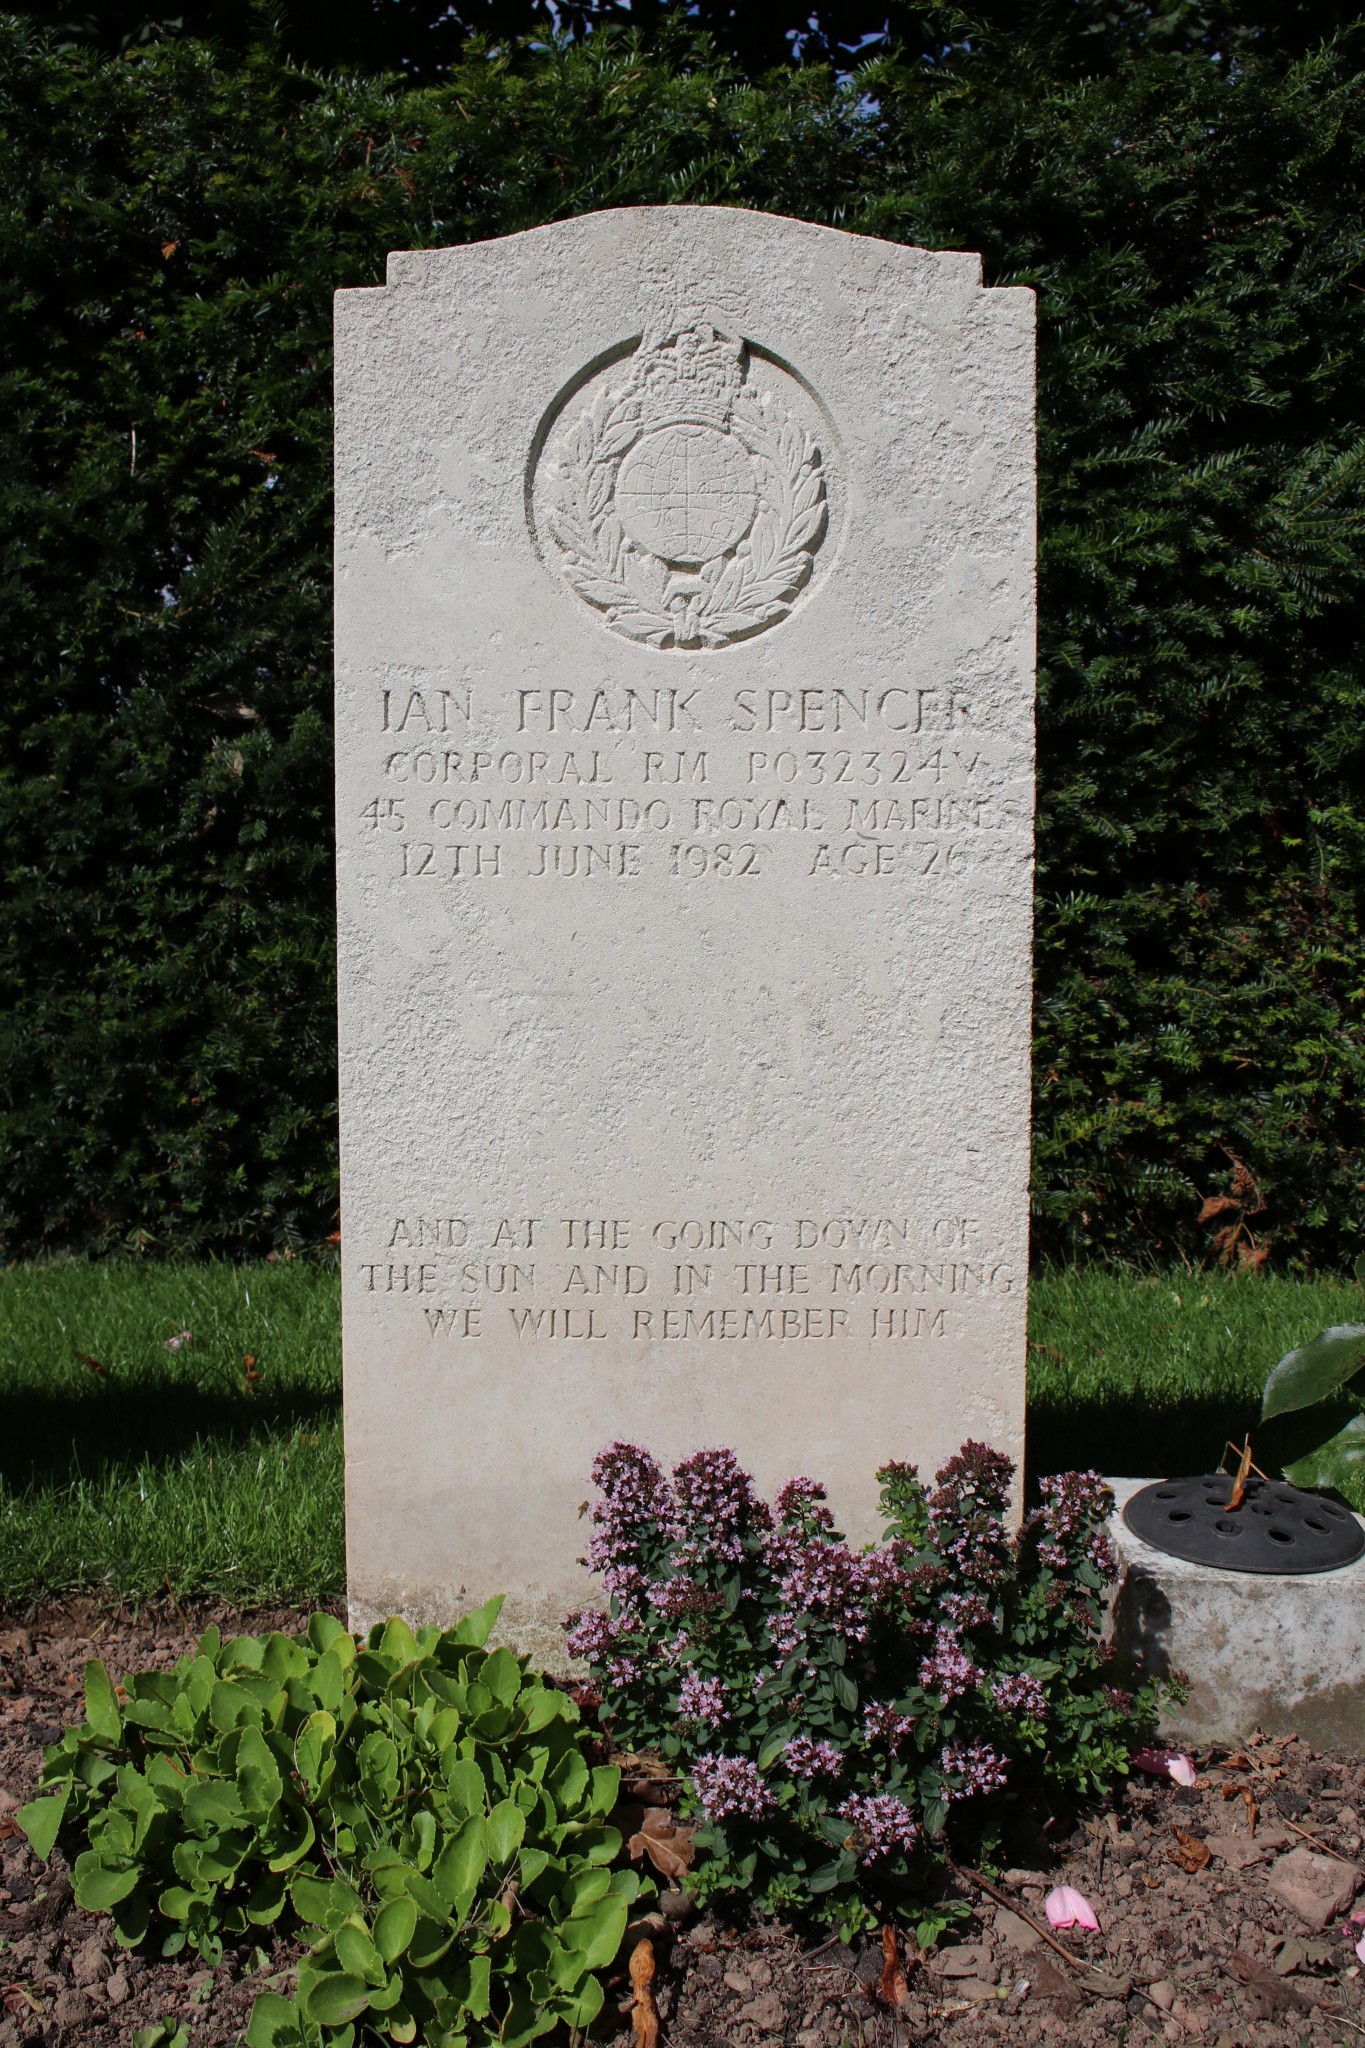 IAN FRANK SPENCER
CORPORAL RM PO32324V
45 COMMANDO ROYAL MARINES
12TH JUNE 1982 AGE 26
AND AT THE GOING DOWN OF
THE SUN AND IN THE MORNING
WE WILL REMEMBER HIM